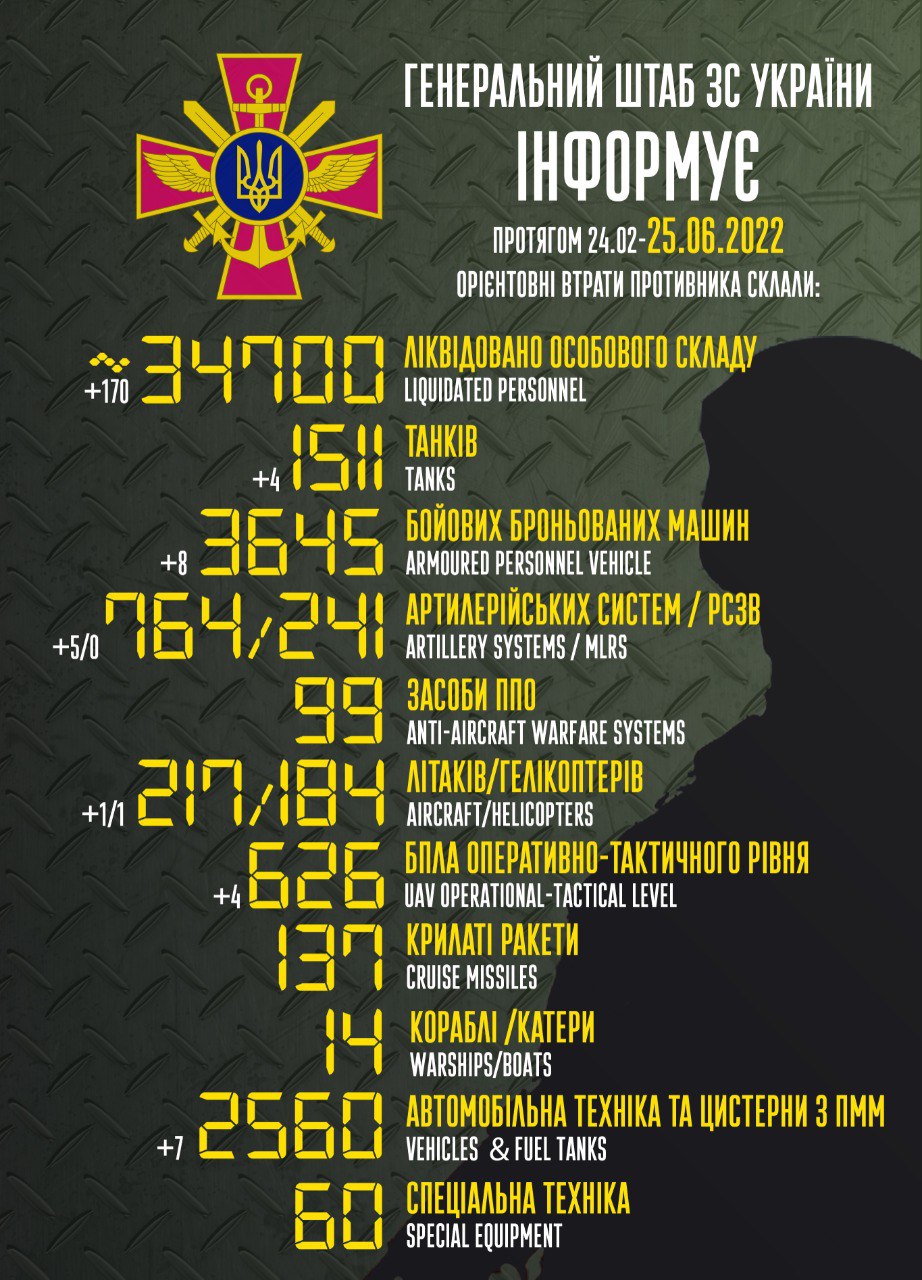 ГЕНЕРАЛЬНИЙ ШТАБ ЗС УКРАЇНИ
ІНФОРМУЄ
ПРОТЯГОМ 24.02-25.06.2022
ОРІЄНТОВНІ ВТРАТИ ПРОТИВНИКА СКЛАЛИ:
~34700 ЛІКВІДОВАНО ОСОБОВОГО СКЛАДУ
+170 LIQUIDATED PERSONNEL
1511 ТАНКІВ
+4 TANKS
3645 БОЙОВИХ БРОНЬОВАНИХ МАШИН
+8 ARMOURED PERSONNEL VEHICLE
764/241 АРТИЛЕРІЙСЬКИХ СИСТЕМ / РСЗВ
+5/0 ARTILLERY SYSTEMS / MLRS
99 ЗАСОБИ ППО
ANTI-AIRCRAFT WARFARE SYSTEMS
217/184 ЛІТАКІВ/ГЕЛІКОПТЕРІВ
+1/1 AIRCRAFT/HELICOPTERS
626 БПЛА ОПЕРАТИВНО-ТАКТИЧНОГО РІВНЯ
+4 UAV OPERATIONAL-TACTICAL LEVEL
137 КРИЛАТІ РАКЕТИ
CRUISE MISSILES
14 КОРАБЛІ /КАТЕРИ
WARSHIPS/BOATS
2560 АВТОМОБІЛЬНА ТЕХНІКА ТА ЦИСТЕРНИ З ПММ
+7 VEHICLES & FUEL TANKS
60 СПЕЦІАЛЬНА ТЕХНІКА
SPECIAL EQUIPMENT